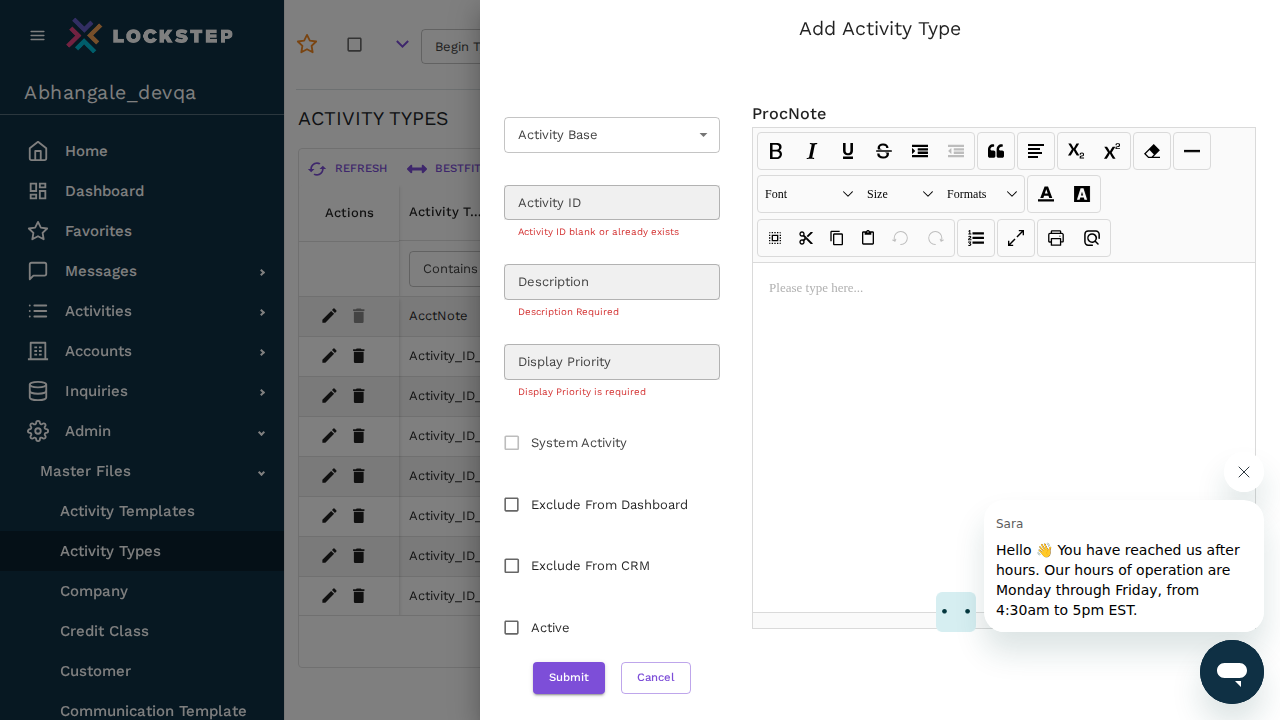 LOCKSTEP
Abhangale_devqa
Home
Dashboard
Favorites
Messages
Activities
Accounts
Inquiries
Admin
Master Files
Activity Templates
Activity Types
Company
Credit Class
Customer
Communication Template
Begin T
ACTIVITY TYPES
REFRESH
BESTFIT
Actions
Activity T...
Contains
AcctNote
Activity_ID_
Activity_ID_
Activity_ID_
Activity_ID_
Activity_ID_
Activity_ID_
Activity_ID_
Add Activity Type
Activity Base
Activity ID
Activity ID blank or already exists
Description
Description Required
Display Priority
Display Priority is required
System Activity
Exclude From Dashboard
Exclude From CRM
Active
Submit
Cancel
ProcNote
Font
Size
Formats
Please type here...
Sara
Hello 👋 You have reached us after
hours. Our hours of operation are
Monday through Friday, from
4:30am to 5pm EST.